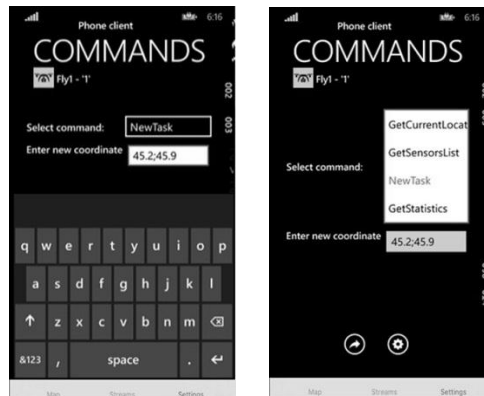 6:16
Phone client
COMMANDS
Fly1 - '1'
002
003
Select command: NewTask
Enter new coordinate 45.2;45.9
q w e r t y u i o p
a s d f g h j k l
z x c v b n m
&123 , space .
Map Streams Settings
6:16
Phone client
COMMANDS
Fly1 - '1'
GetCurrentLocat
GetSensorsList
Select command:
NewTask
GetStatistics
Enter new coordinate 45.2;45.9
Map Streams Settings